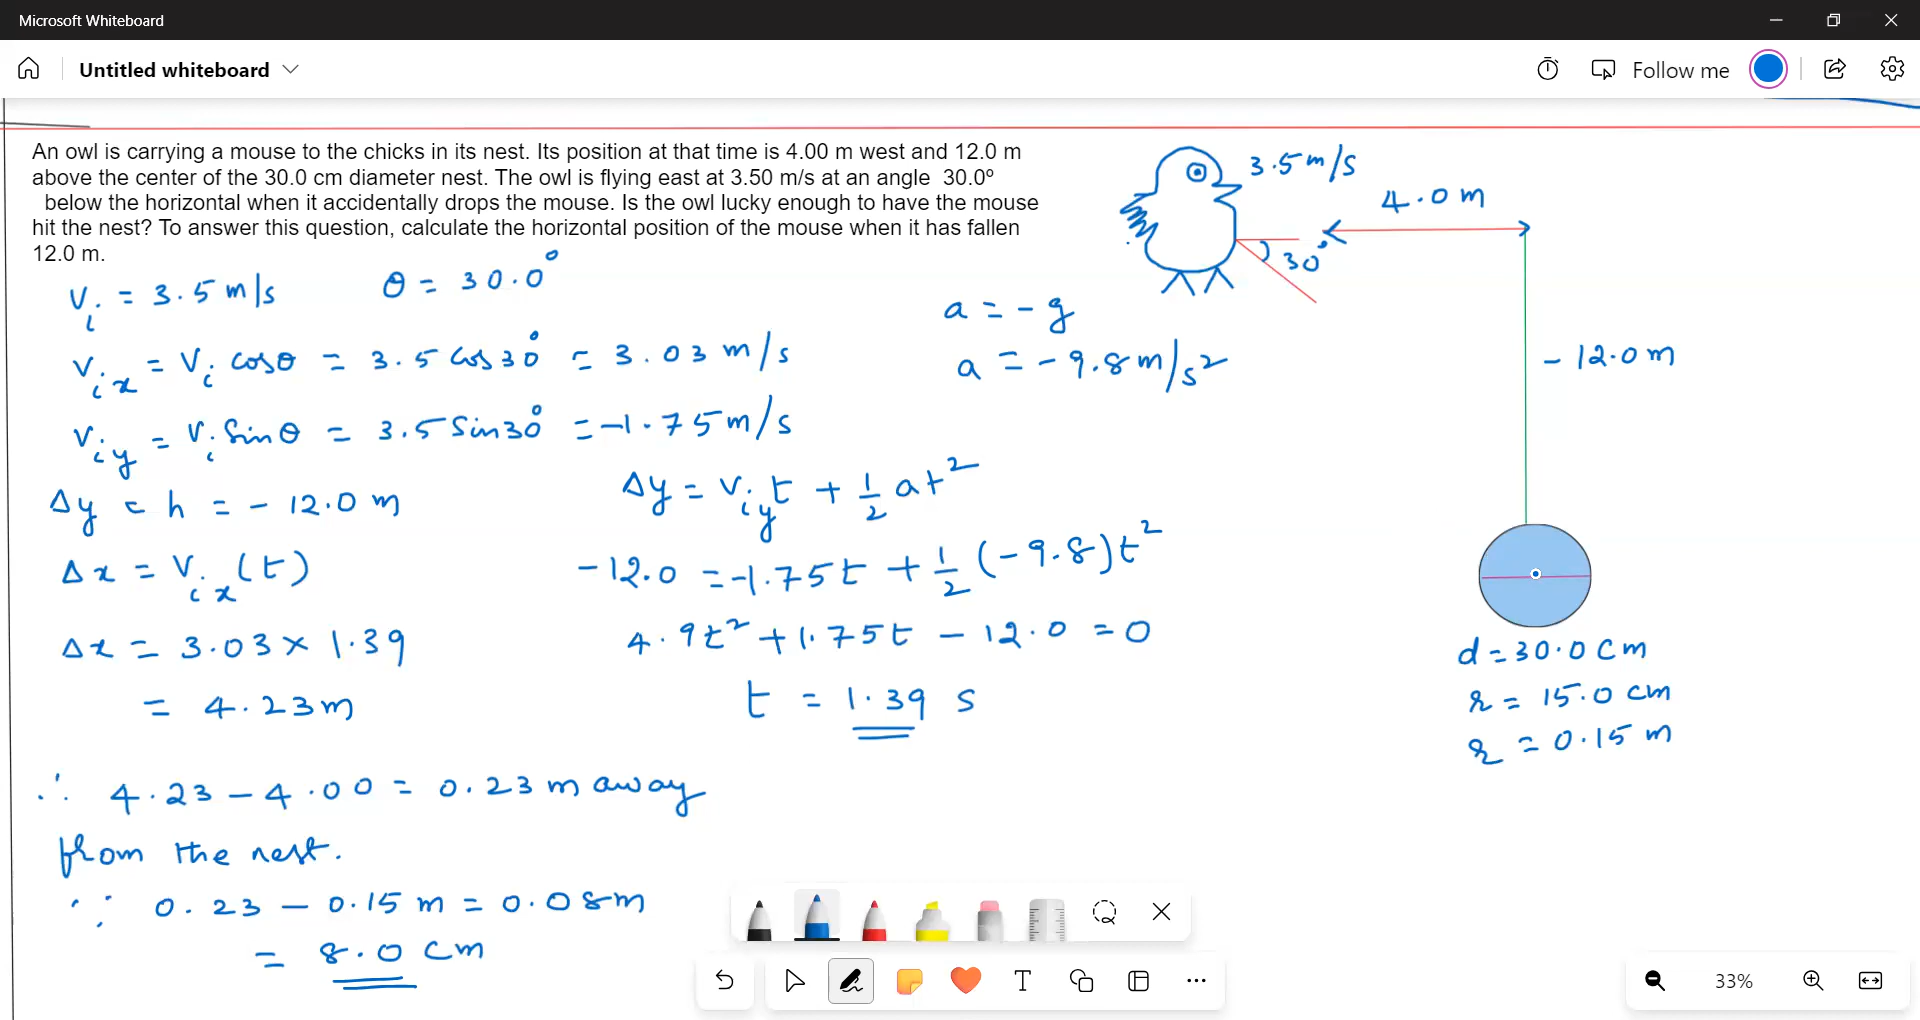 Microsoft Whiteboard
Untitled whiteboard
Follow me
An owl is carrying a mouse to the chicks in its nest. Its position at that time is 4.00 m west and 12.0 m
above the center of the 30.0 cm diameter nest. The owl is flying east at 3.50 m/s at an angle 30.0º
below the horizontal when it accidentally drops the mouse. Is the owl lucky enough to have the mouse
hit the nest? To answer this question, calculate the horizontal position of the mouse when it has fallen
12.0 m.
3.5 m/s
4.0 m
30°
-12.0 m
d = 30.0 cm
r = 15.0 cm
r = 0.15 m
v_i = 3.5 m/s θ = 30.0°
a = -g
v_ix = v_i cosθ = 3.5 cos30° = 3.03 m/s
a = -9.8 m/s²
v_iy = v_i sinθ = 3.5 sin30° = -1.75 m/s
Δy = h = -12.0 m
Δy = v_iy t + 1/2 at²
Δx = v_ix (t)
-12.0 = -1.75t + 1/2 (-9.8)t²
Δx = 3.03 × 1.39
4.9t² + 1.75t - 12.0 = 0
= 4.23 m
t = 1.39 s
∴ 4.23 - 4.00 = 0.23 m away
from the nest.
∵ 0.23 - 0.15 m = 0.08 m
= 8.0 cm
33%